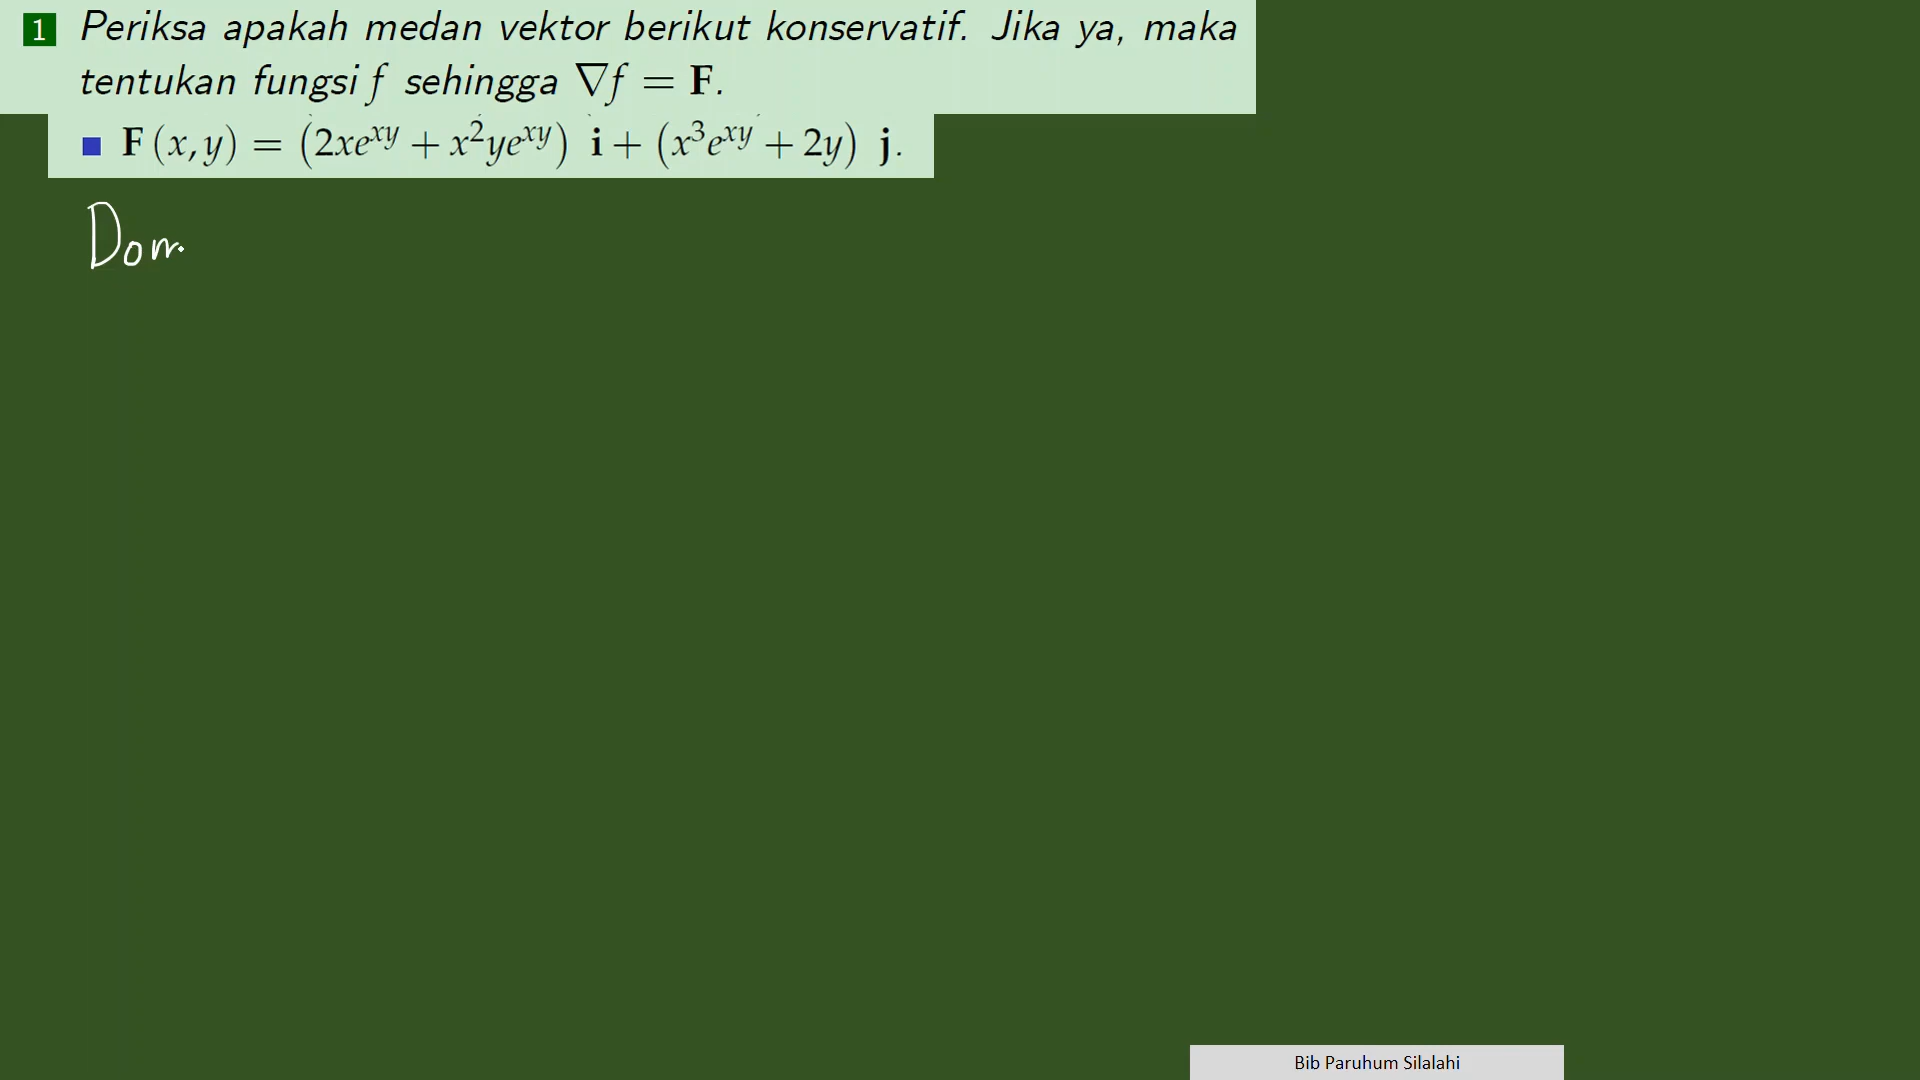 1 Periksa apakah medan vektor berikut konservatif. Jika ya, maka
tentukan fungsi f sehingga ∇f = F.
F (x, y) = (2xe^{xy} + x^2ye^{xy}) i + (x^3e^{xy} + 2y) j.
Dom
Bib Paruhum Silalahi